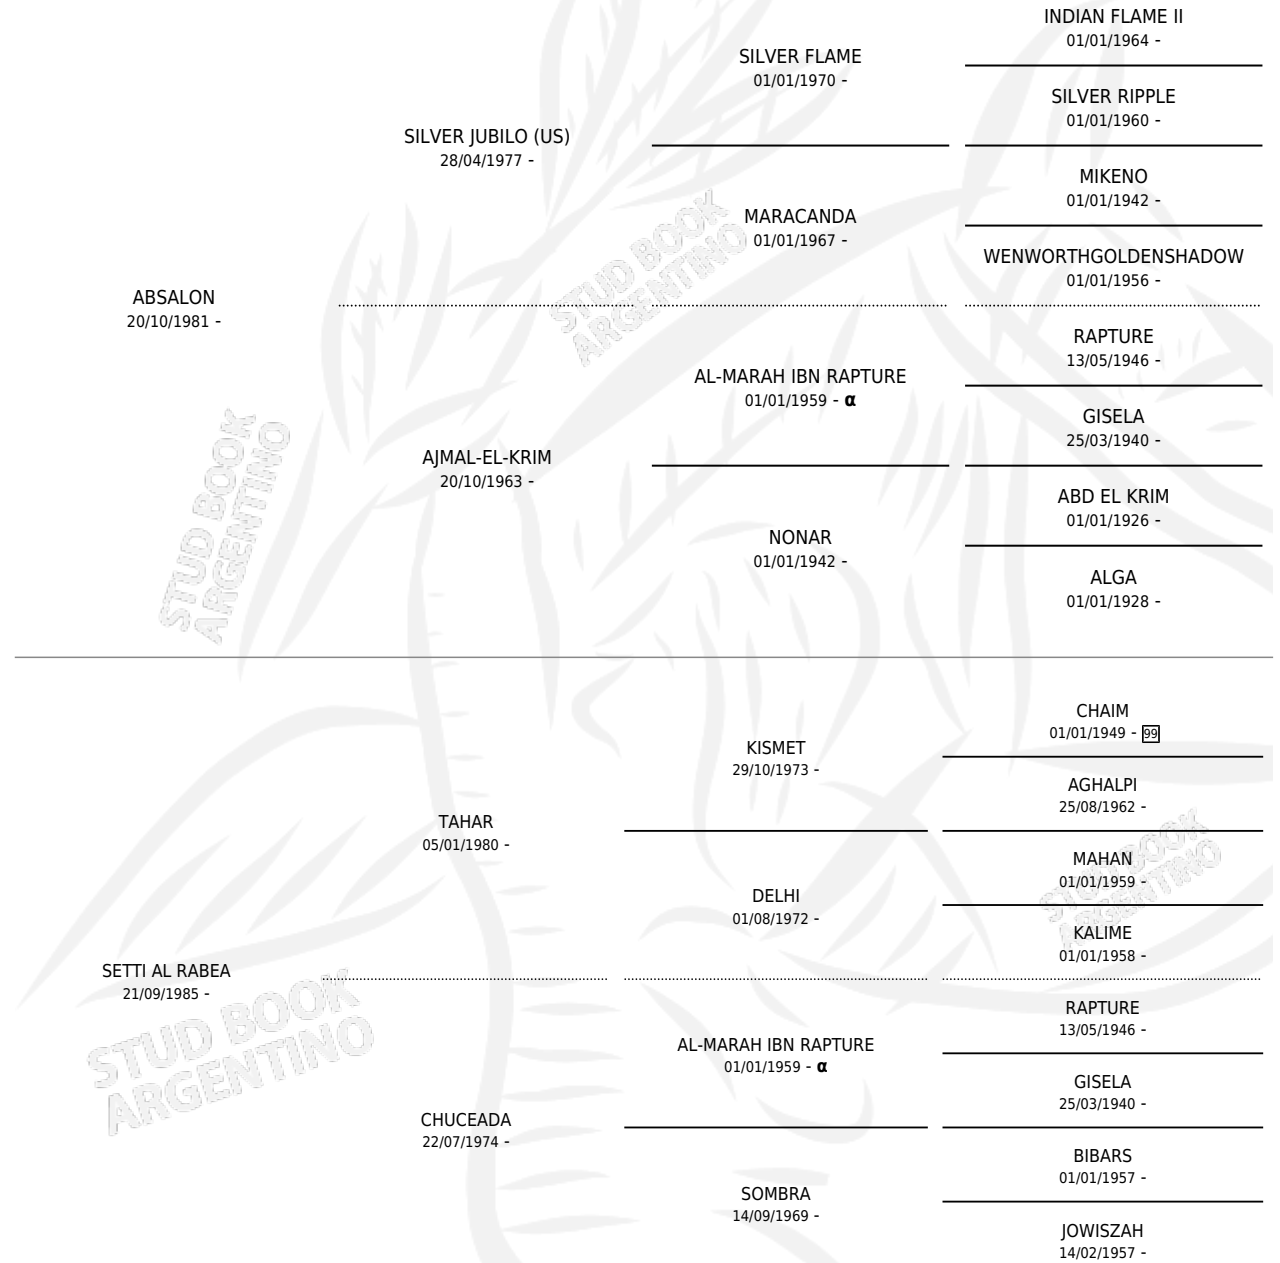 INDIAN FLAME II
01/01/1964 -
SILVER FLAME
01/01/1970 -
SILVER RIPPLE
01/01/1960 -
SILVER JUBILO (US)
28/04/1977 -
MIKENO
01/01/1942 -
MARACANDA
01/01/1967 -
WENWORTHGOLDENSHADOW
01/01/1956 -
ABSALON
20/10/1981 -
RAPTURE
13/05/1946 -
AL-MARAH IBN RAPTURE
01/01/1959 - α
GISELA
25/03/1940 -
AJMAL-EL-KRIM
20/10/1963 -
ABD EL KRIM
01/01/1926 -
NONAR
01/01/1942 -
ALGA
01/01/1928 -
CHAIM
01/01/1949 - 99
KISMET
29/10/1973 -
AGHALPI
25/08/1962 -
TAHAR
05/01/1980 -
MAHAN
01/01/1959 -
DELHI
01/08/1972 -
KALIME
01/01/1958 -
SETTI AL RABEA
21/09/1985 -
RAPTURE
13/05/1946 -
AL-MARAH IBN RAPTURE
01/01/1959 - α
GISELA
25/03/1940 -
CHUCEADA
22/07/1974 -
BIBARS
01/01/1957 -
SOMBRA
14/09/1969 -
JOWISZAH
14/02/1957 -
STUD BOOK
ARGENTINO
STUD BOOK
ARGENTINO
STUD BOOK
ARGENTINO
STUD BOOK
ARGENTINO